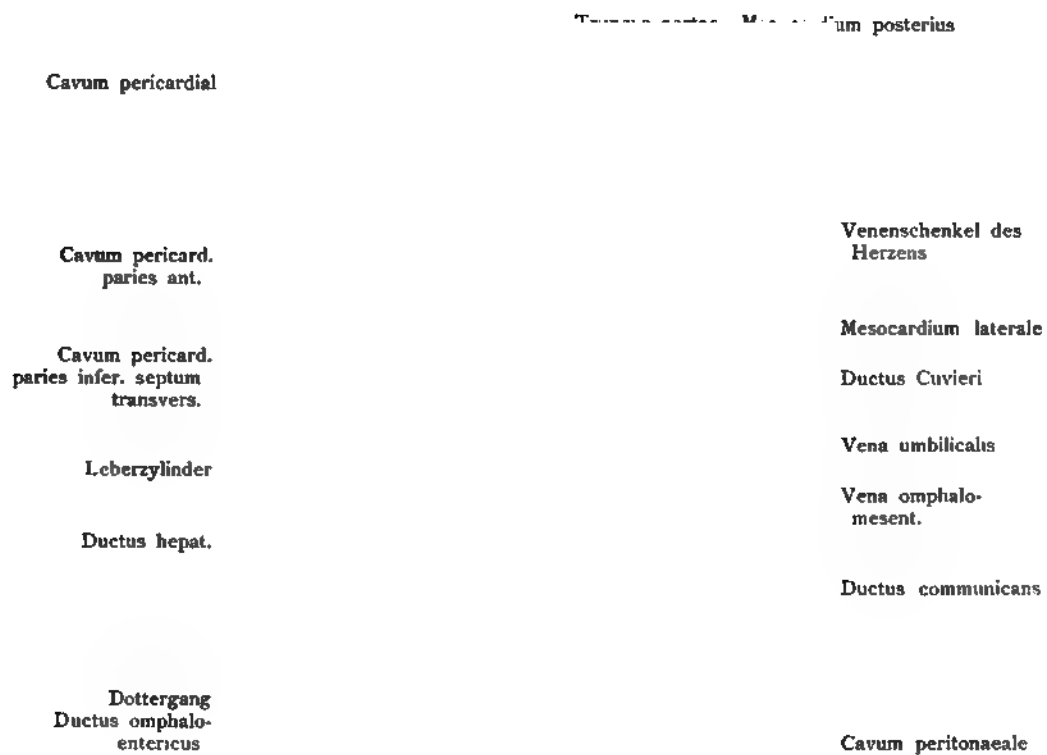 um posterius
Cavum pericardial
Cavum pericard.
paries ant.
Cavum pericard.
paries infer. septum
transvers.
Leberzylinder
Ductus hepat.
Dottergang
Ductus omphalo-
entericus
Venenschenkel des
Herzens
Mesocardium laterale
Ductus Cuvieri
Vena umbilicalis
Vena omphalo-
mesent.
Ductus communicans
Cavum peritonaeale